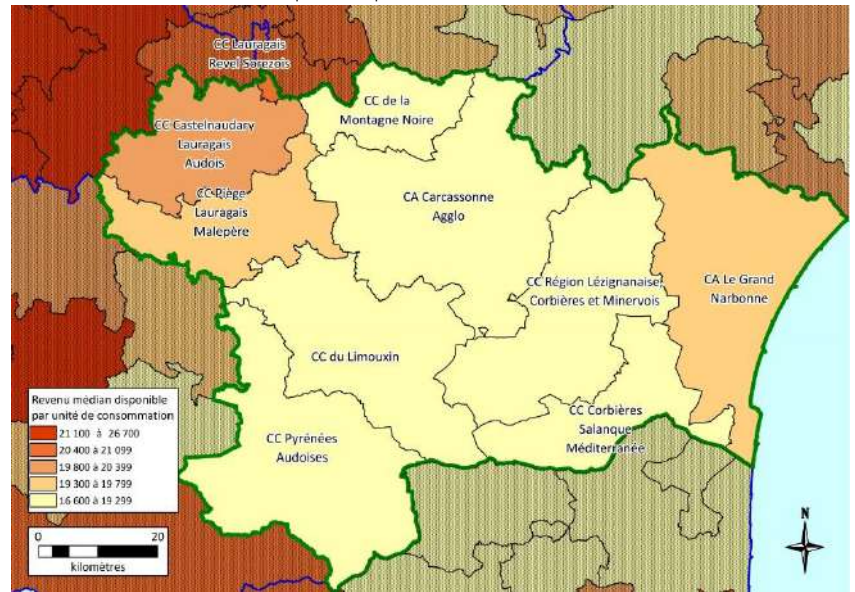 CC Lauragais
Revel Sorezois
CC de la
Montagne Noire
CC Castelnaudary
Lauragais
Audois
CC Piège
Lauragais
Malepère
CA Carcassonne
Agglo
CC Région Lézignanaise,
Corbières et Minervois
CA Le Grand
Narbonne
CC du Limouxin
CC Corbières
Salanque
Méditerranée
CC Pyrénées
Audoises
Revenu médian disponible
par unité de consommation
21 100 à 26 700
20 400 à 21 099
19 800 à 20 399
19 300 à 19 799
16 600 à 19 299
0 20
kilomètres
N